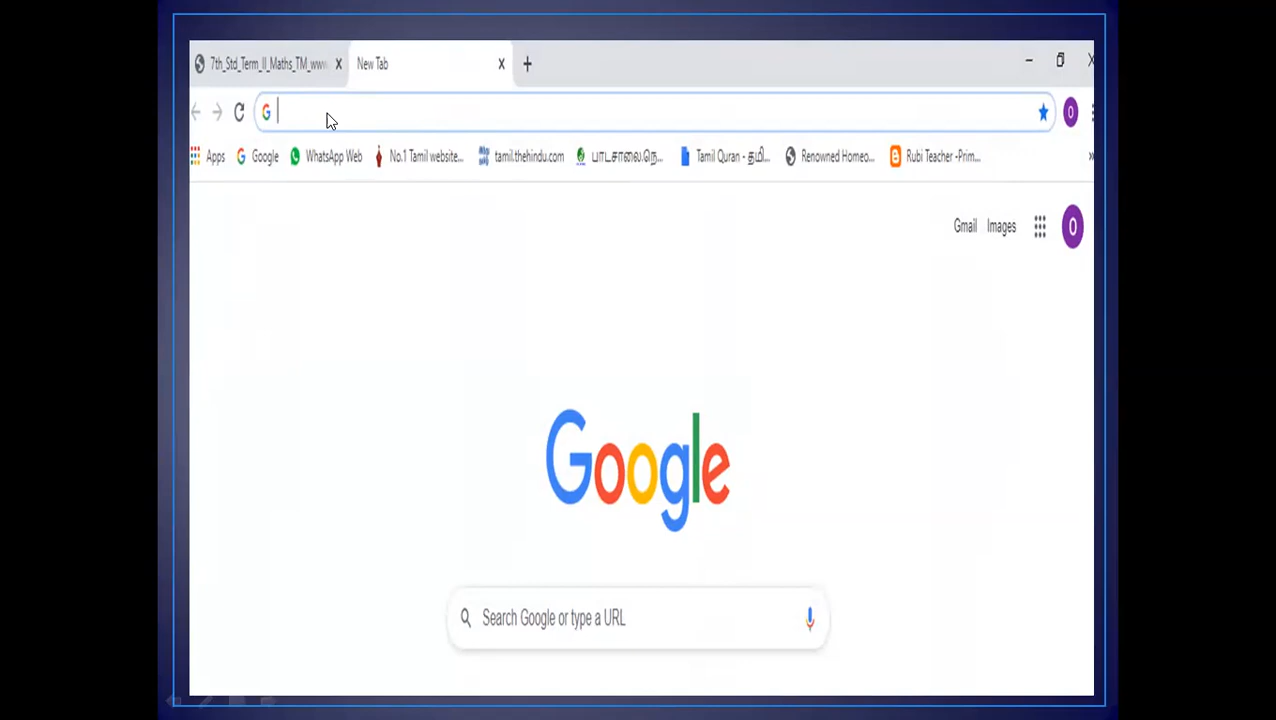 7th_Std_Term_II_Maths_TM_www
New Tab
Apps Google WhatsApp Web No.1 Tamil website... tamil.thehindu.com பாடசாலை.நெ... Tamil Quran - தமி... Renowned Homeo... Rubi Teacher -Prim...
Gmail Images O
Google
Search Google or type a URL